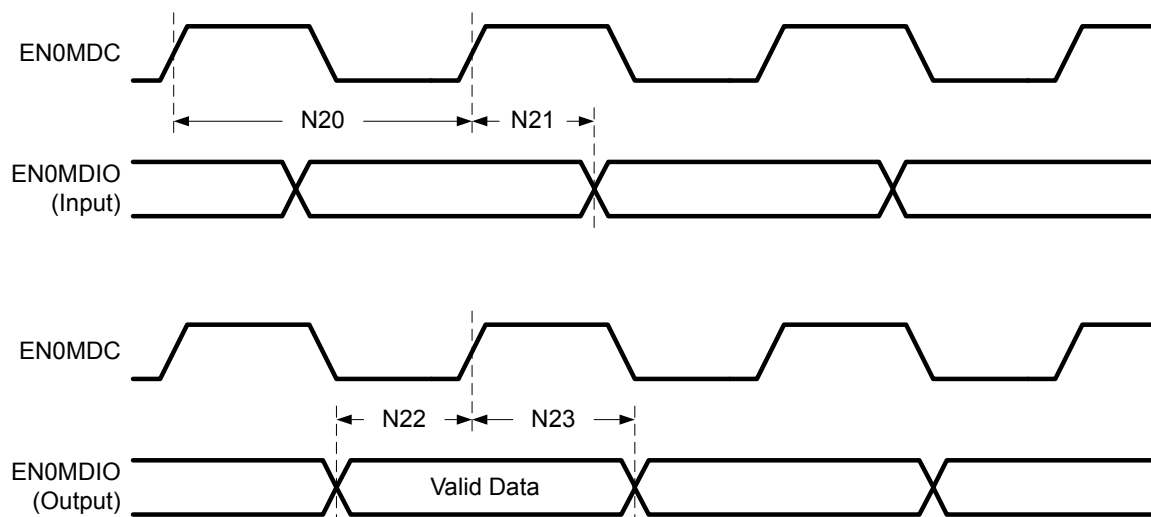 EN0MDC
N20
N21
EN0MDIO
(Input)
EN0MDC
N22
N23
EN0MDIO
(Output)
Valid Data